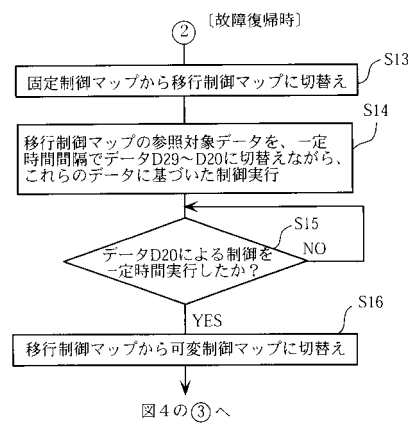 ② 〔故障復帰時〕
S13
固定制御マップから移行制御マップに切替え
S14
移行制御マップの参照対象データを、一定
時間間隔でデータD29～D20に切替えながら、
これらのデータに基づいた制御実行
S15
データD20による制御を
一定時間実行したか？
NO
YES
S16
移行制御マップから可変制御マップに切替え
図４の③へ